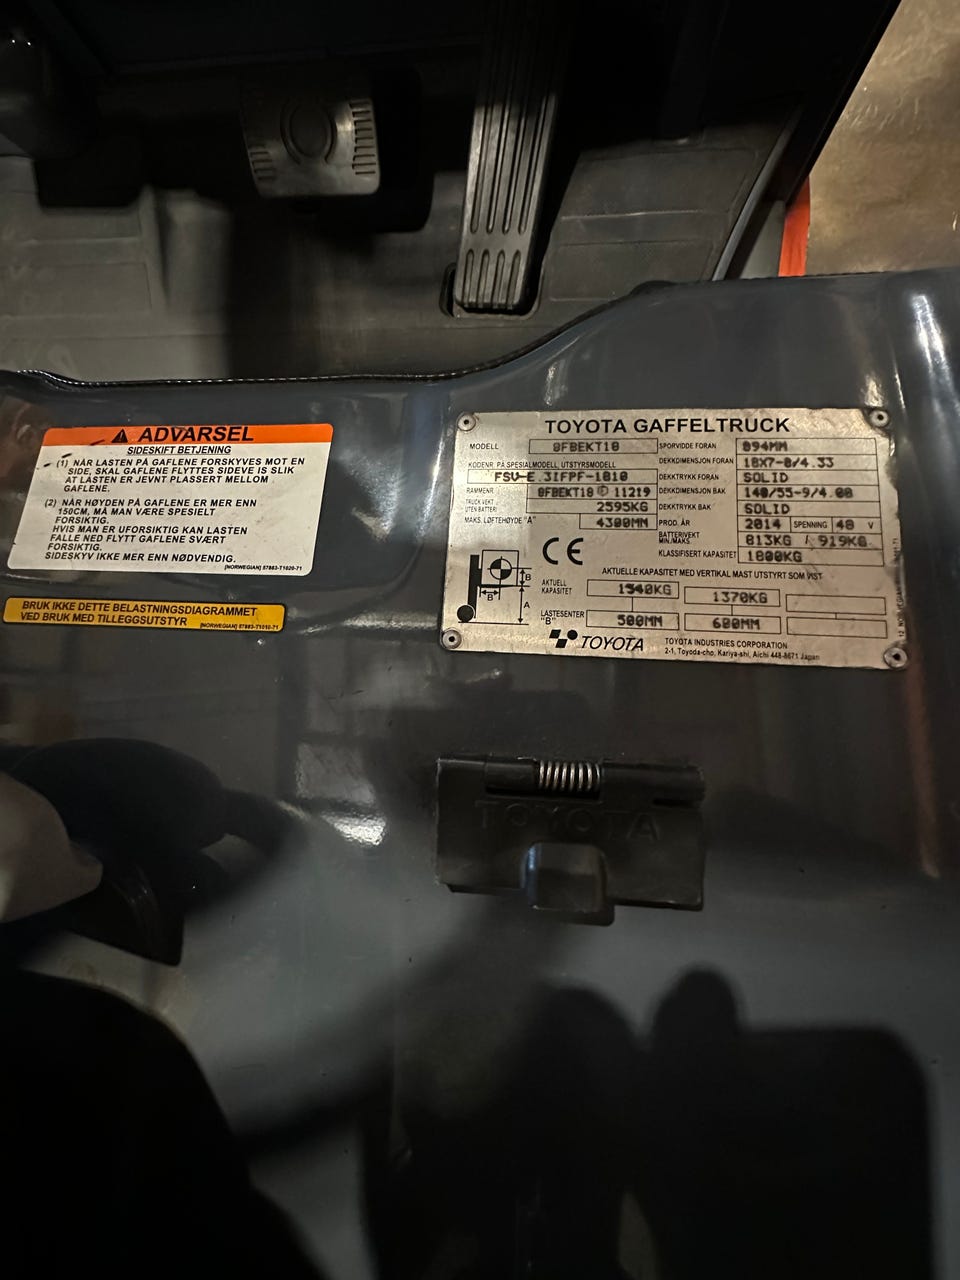 ADVARSEL
SIDESKIFT BETJENING
(1) NÅR LASTEN PÅ GAFLENE FORSKYVES MOT EN
SIDE, SKAL GAFLENE FLYTTES SIDEVEIS SLIK
AT LASTEN ER JEVNT PLASSERT MELLOM
GAFLENE.
(2) NÅR HØYDEN PÅ GAFLENE ER MER ENN
150CM, MÅ MAN VÆRE SPESIELT
FORSIKTIG.
HVIS MAN ER UFORSIKTIG KAN LASTEN
FALLE NED FLYTT GAFLENE SVÆRT
FORSIKTIG.
SIDESKYV IKKE MER ENN NØDVENDIG.
[NORWEGIAN] 57883-T1020-71
BRUK IKKE DETTE BELASTNINGSDIAGRAMMET
VED BRUK MED TILLEGGSUTSTYR
[NORWEGIAN] 57883-T1010-71
TOYOTA GAFFELTRUCK
MODELL 8FBEKT18 SPORVIDDE FORAN 894MM
KODENR. PÅ SPESIALMODELL, UTSTYRSMODELL DEKKDIMENSJON FORAN 18X7-8/4.33
FSV-E.3IFPF-1810 DEKKTRYKK FORAN SOLID
RAMMENR 8FBEKT18 11219 DEKKDIMENSJON BAK 140/55-9/4.00
TRUCK VEKT UTEN BATTERI 2595KG DEKKTRYKK BAK SOLID
MAKS. LØFTEHØYDE "A" 4300MM PROD. ÅR 2014 SPENNING 48 V
BATTERIVEKT MIN/MAKS. 813KG / 919KG
KLASSIFISERT KAPASITET 1800KG
CE
AKTUELLE KAPASITET MED VERTIKAL MAST UTSTYRT SOM VIST
AKTUELL KAPASITET 1540KG 1370KG
LASTESENTER "B" 500MM 600MM
B
A
B
TOYOTA TOYOTA INDUSTRIES CORPORATION
2-1, Toyoda-cho, Kariya-shi, Aichi 448-8671 Japan
TOYOTA